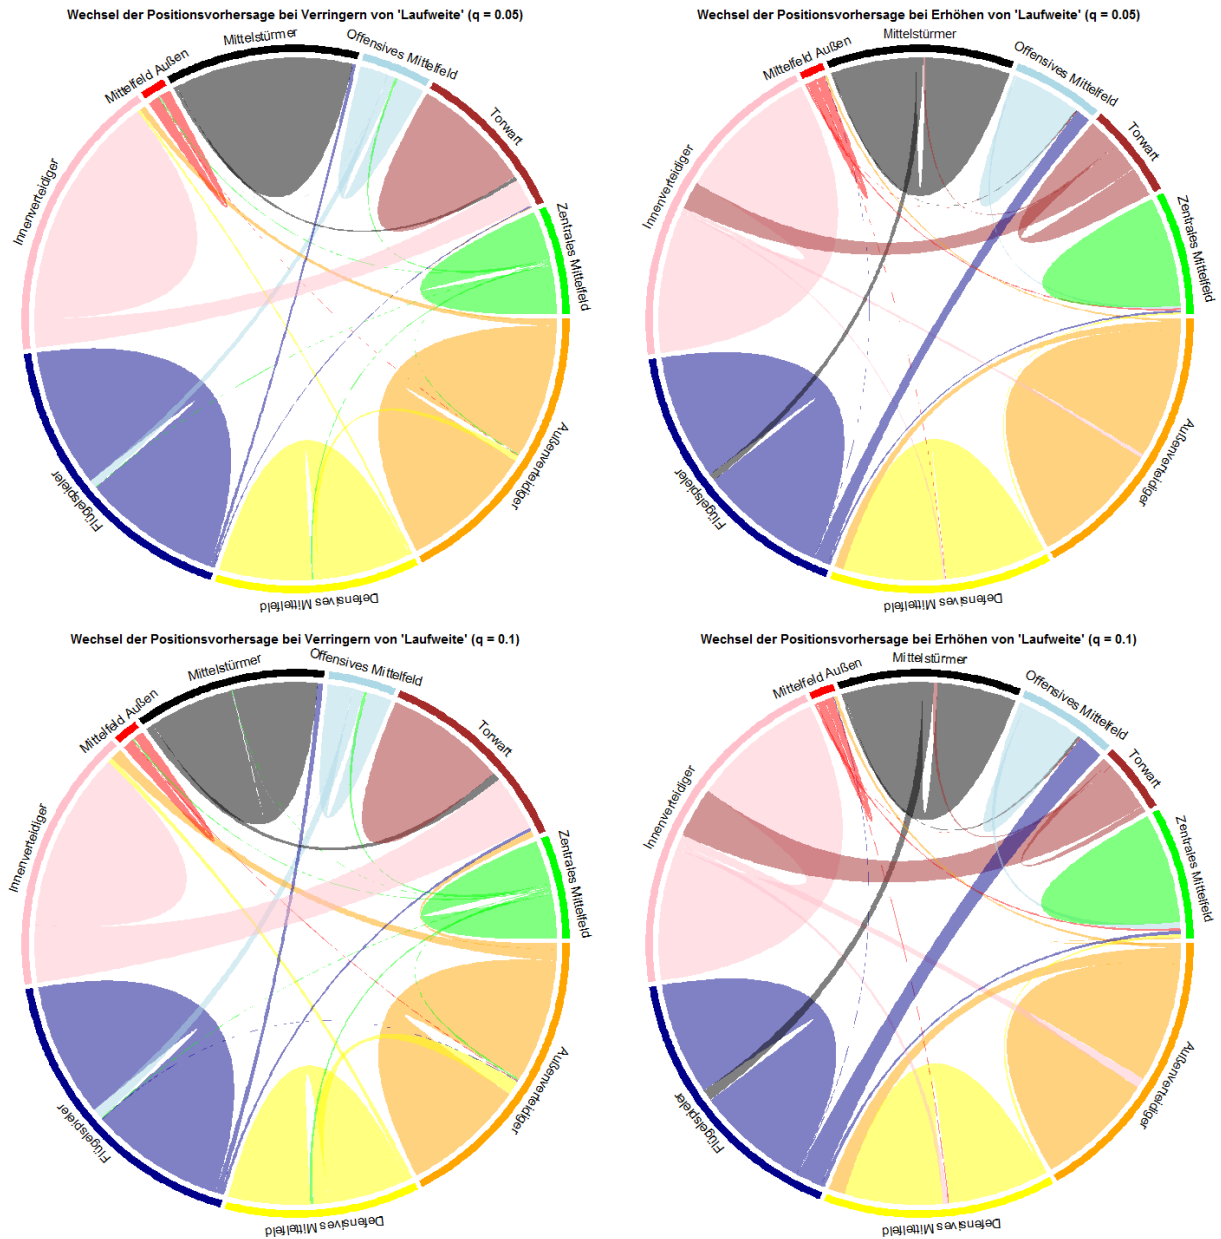 Wechsel der Positionsvorhersage bei Verringern von 'Laufweite' (q = 0.05)
Mittelfeld Außen
Mittelstürmer
Offensives Mittelfeld
Torwart
Zentrales Mittelfeld
Außenverteidiger
Defensives Mittelfeld
Flügelspieler
Innenverteidiger
Wechsel der Positionsvorhersage bei Erhöhen von 'Laufweite' (q = 0.05)
Mittelfeld Außen
Mittelstürmer
Offensives Mittelfeld
Torwart
Zentrales Mittelfeld
Außenverteidiger
Defensives Mittelfeld
Flügelspieler
Innenverteidiger
Wechsel der Positionsvorhersage bei Verringern von 'Laufweite' (q = 0.1)
Mittelfeld Außen
Mittelstürmer
Offensives Mittelfeld
Torwart
Zentrales Mittelfeld
Außenverteidiger
Defensives Mittelfeld
Flügelspieler
Innenverteidiger
Wechsel der Positionsvorhersage bei Erhöhen von 'Laufweite' (q = 0.1)
Mittelfeld Außen
Mittelstürmer
Offensives Mittelfeld
Torwart
Zentrales Mittelfeld
Außenverteidiger
Defensives Mittelfeld
Flügelspieler
Innenverteidiger